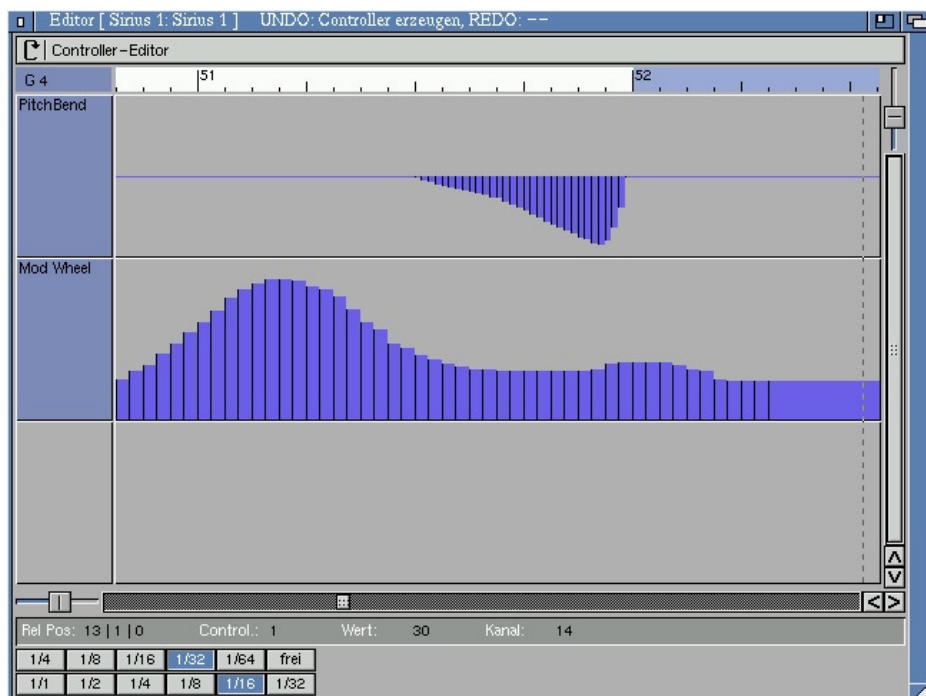 Editor [ Sirius 1: Sirius 1 ] UNDO: Controller erzeugen, REDO: --
Controller-Editor
G 4
51
52
PitchBend
Mod Wheel
Rel Pos: 13 | 1 | 0 Control.: 1 Wert: 30 Kanal: 14
1/4 1/8 1/16 1/32 1/64 frei
1/1 1/2 1/4 1/8 1/16 1/32